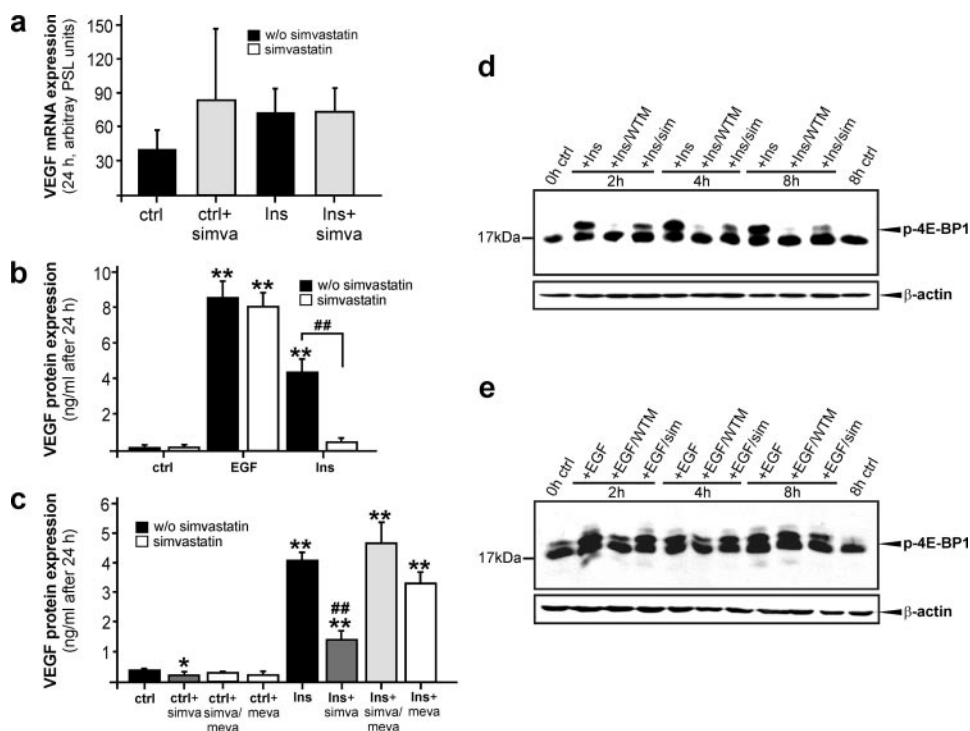 a
VEGF mRNA expression
(24 h, arbitray PSL units)
150
120
90
60
30
w/o simvastatin
simvastatin
ctrl
ctrl+
simva
Ins
Ins+
simva
b
VEGF protein expression
(ng/ml after 24 h)
10
8
6
4
2
w/o simvastatin
simvastatin
**
**
**
##
ctrl
EGF
Ins
c
VEGF protein expression
(ng/ml after 24 h)
6
5
4
3
2
1
w/o simvastatin
simvastatin
*
**
##
**
**
**
ctrl
ctrl+
simva
ctrl+
simva/
meva
ctrl+
meva
Ins
Ins+
simva
Ins+
simva/
meva
Ins+
meva
d
0h ctrl
+Ins
+Ins/WTM
+Ins/sim
+Ins
+Ins/WTM
+Ins/sim
+Ins
+Ins/WTM
+Ins/sim
8h ctrl
2h
4h
8h
17kDa
p-4E-BP1
β-actin
e
0h ctrl
+EGF
+EGF/WTM
+EGF/sim
+EGF
+EGF/WTM
+EGF/sim
+EGF
+EGF/WTM
+EGF/sim
8h ctrl
2h
4h
8h
17kDa
p-4E-BP1
β-actin